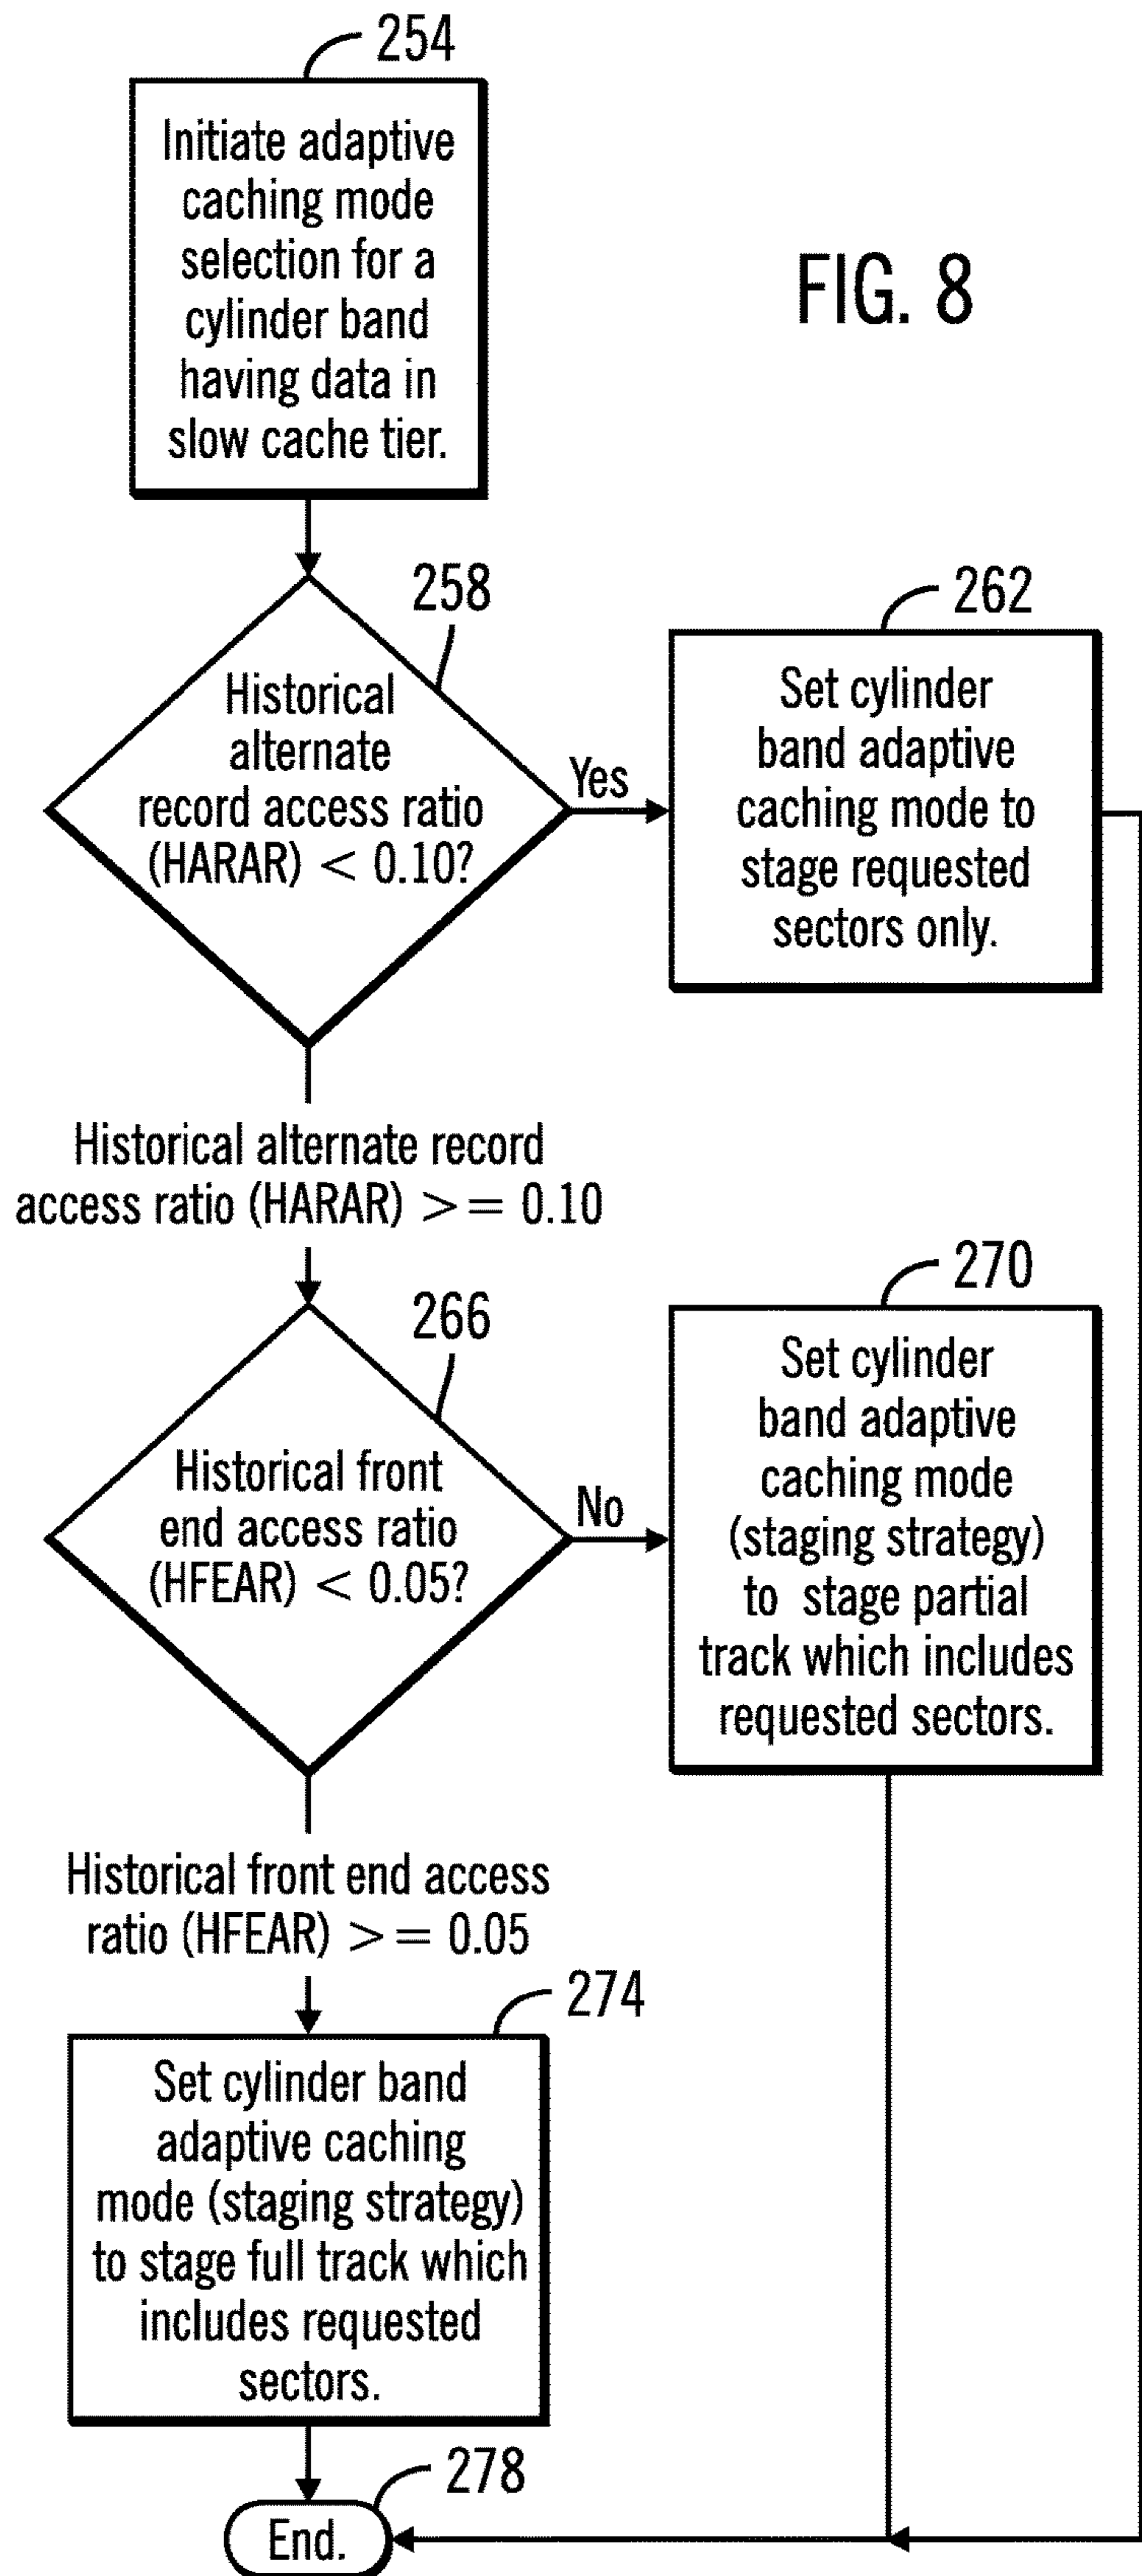 254
Initiate adaptive
caching mode
selection for a
cylinder band
having data in
slow cache tier.
FIG. 8
258
Historical
alternate
record access ratio
(HARAR) < 0.10?
Yes
262
Set cylinder
band adaptive
caching mode to
stage requested
sectors only.
Historical alternate record
access ratio (HARAR) >= 0.10
266
Historical front
end access ratio
(HFEAR) < 0.05?
No
270
Set cylinder
band adaptive
caching mode
(staging strategy)
to stage partial
track which includes
requested sectors.
Historical front end access
ratio (HFEAR) >= 0.05
274
Set cylinder band
adaptive caching
mode (staging strategy)
to stage full track which
includes requested
sectors.
278
End.